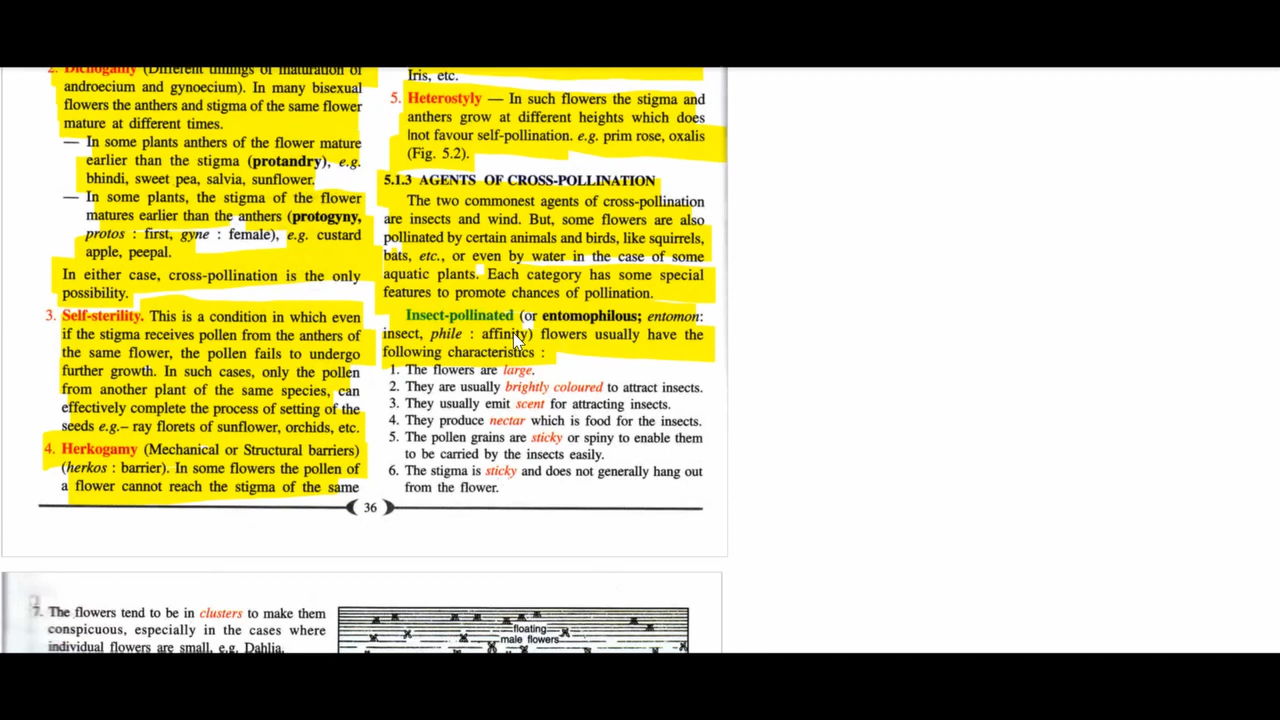 2. Dichogamy (Different timings of maturation of
androecium and gynoecium). In many bisexual
flowers the anthers and stigma of the same flower
mature at different times.
— In some plants anthers of the flower mature
earlier than the stigma (protandry), e.g.
bhindi, sweet pea, salvia, sunflower.
— In some plants, the stigma of the flower
matures earlier than the anthers (protogyny,
protos : first, gyne : female), e.g. custard
apple, peepal.
In either case, cross-pollination is the only
possibility.
3. Self-sterility. This is a condition in which even
if the stigma receives pollen from the anthers of
the same flower, the pollen fails to undergo
further growth. In such cases, only the pollen
from another plant of the same species, can
effectively complete the process of setting of the
seeds e.g.– ray florets of sunflower, orchids, etc.
4. Herkogamy (Mechanical or Structural barriers)
(herkos : barrier). In some flowers the pollen of
a flower cannot reach the stigma of the same
Iris, etc.
5. Heterostyly — In such flowers the stigma and
anthers grow at different heights which does
not favour self-pollination. e.g. prim rose, oxalis
(Fig. 5.2).
5.1.3 AGENTS OF CROSS-POLLINATION
The two commonest agents of cross-pollination
are insects and wind. But, some flowers are also
pollinated by certain animals and birds, like squirrels,
bats, etc., or even by water in the case of some
aquatic plants. Each category has some special
features to promote chances of pollination.
Insect-pollinated (or entomophilous; entomon:
insect, phile : affinity) flowers usually have the
following characteristics :
1. The flowers are large.
2. They are usually brightly coloured to attract insects.
3. They usually emit scent for attracting insects.
4. They produce nectar which is food for the insects.
5. The pollen grains are sticky or spiny to enable them
to be carried by the insects easily.
6. The stigma is sticky and does not generally hang out
from the flower.
36
7. The flowers tend to be in clusters to make them
conspicuous, especially in the cases where
individual flowers are small, e.g. Dahlia.
floating
male flowers